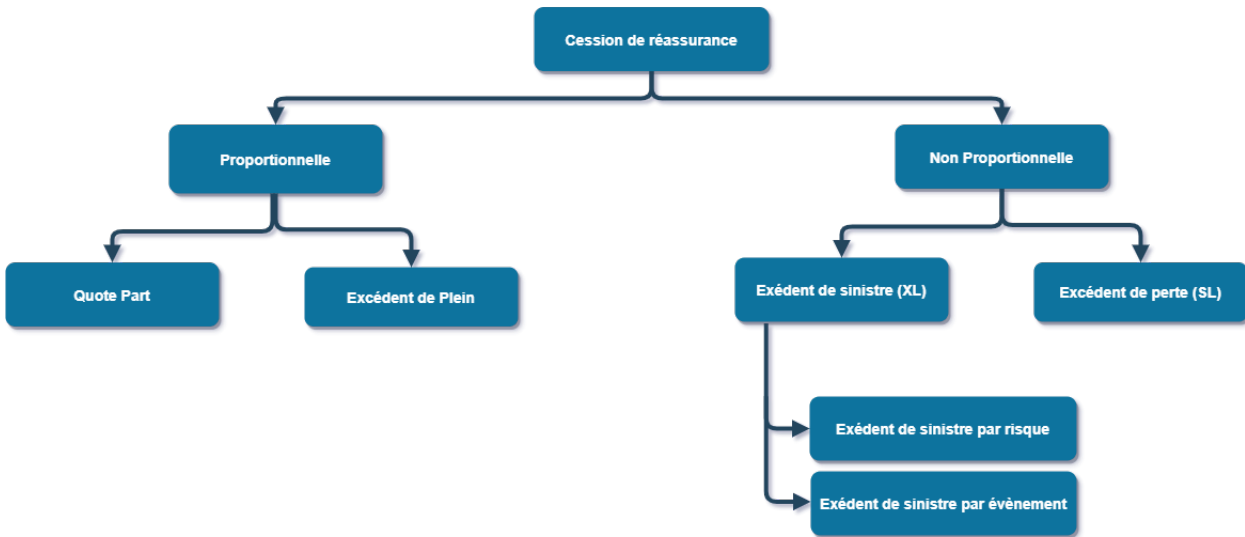 Cession de réassurance
Proportionnelle
Non Proportionnelle
Quote Part
Excédent de Plein
Exédent de sinistre (XL)
Excédent de perte (SL)
Exédent de sinistre par risque
Exédent de sinistre par évènement